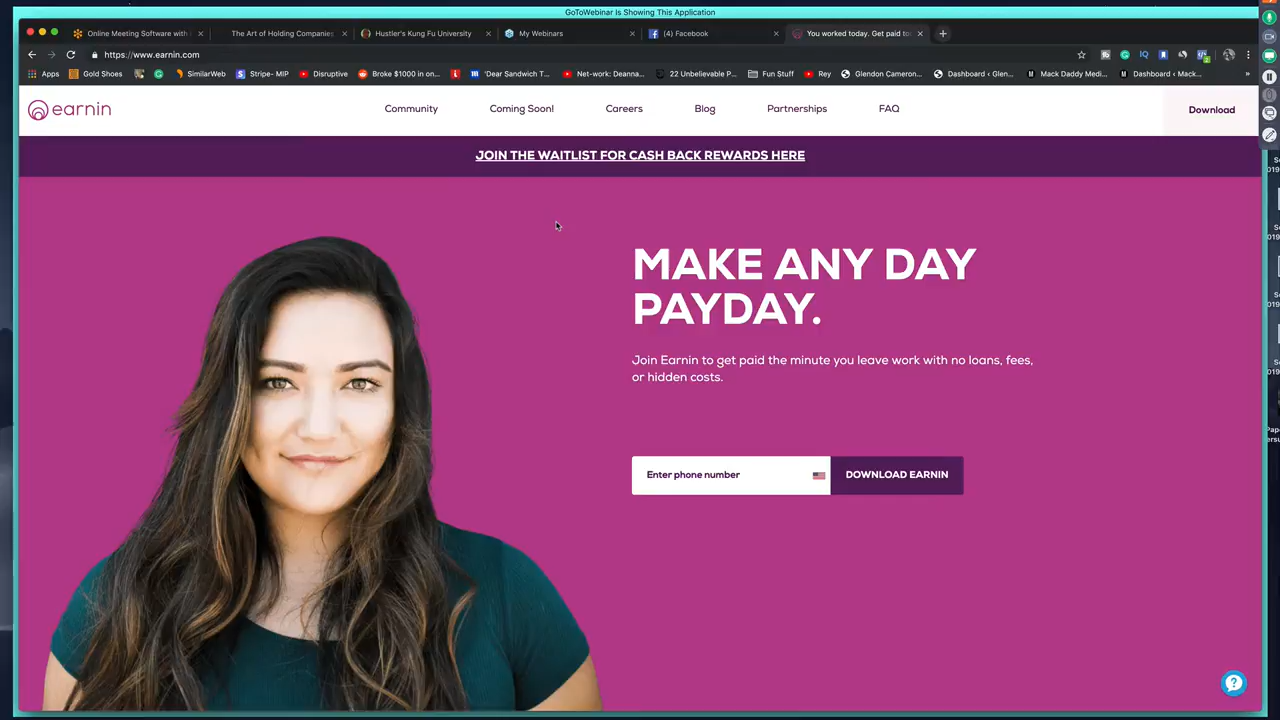 GoToWebinar Is Showing This Application
Online Meeting Software with
The Art of Holding Companies
Hustler's Kung Fu University
My Webinars
(4) Facebook
You worked today. Get paid to
https://www.earnin.com
Apps
Gold Shoes
SimilarWeb
Stripe- MIP
Disruptive
Broke $1000 in on...
'Dear Sandwich T...
Net-work: Deanna...
22 Unbelievable P...
Fun Stuff
Rey
Glendon Cameron...
Dashboard ‹ Glen...
Mack Daddy Medi...
Dashboard ‹ Mack...
earnin
Community
Coming Soon!
Careers
Blog
Partnerships
FAQ
Download
JOIN THE WAITLIST FOR CASH BACK REWARDS HERE
MAKE ANY DAY
PAYDAY.
Join Earnin to get paid the minute you leave work with no loans, fees,
or hidden costs.
Enter phone number
DOWNLOAD EARNIN